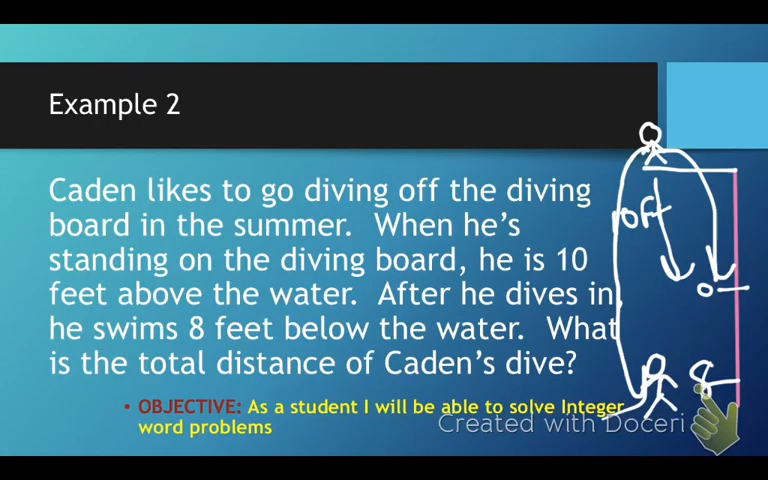 Example 2
Caden likes to go diving off the diving
board in the summer.  When he's
standing on the diving board, he is 10
feet above the water.  After he dives in,
he swims 8 feet below the water.  What
is the total distance of Caden's dive?
10ft
0
8
• OBJECTIVE: As a student I will be able to solve Integer
word problems
Created with Doceri